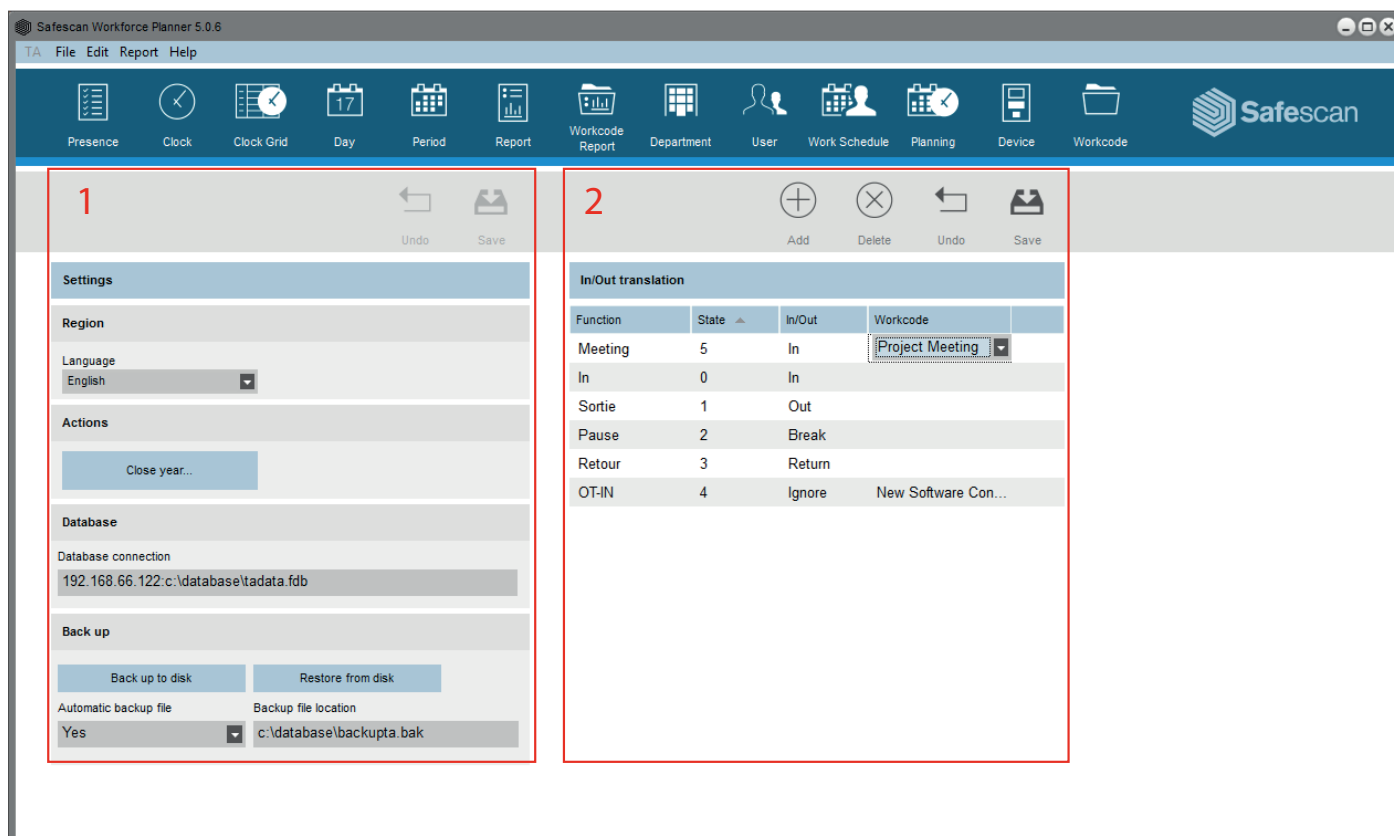 Safescan Workforce Planner 5.0.6
TA File Edit Report Help
17
Presence Clock Clock Grid Day Period Report Workcode Report Department User Work Schedule Planning Device Workcode
Safescan
1
Undo Save
Settings
Region
Language
English
Actions
Close year...
Database
Database connection
192.168.66.122:c:\database\tadata.fdb
Back up
Back up to disk Restore from disk
Automatic backup file Backup file location
Yes c:\database\backupta.bak
2
Add Delete Undo Save
In/Out translation
Function State In/Out Workcode
Meeting 5 In Project Meeting
In 0 In
Sortie 1 Out
Pause 2 Break
Retour 3 Return
OT-IN 4 Ignore New Software Con...